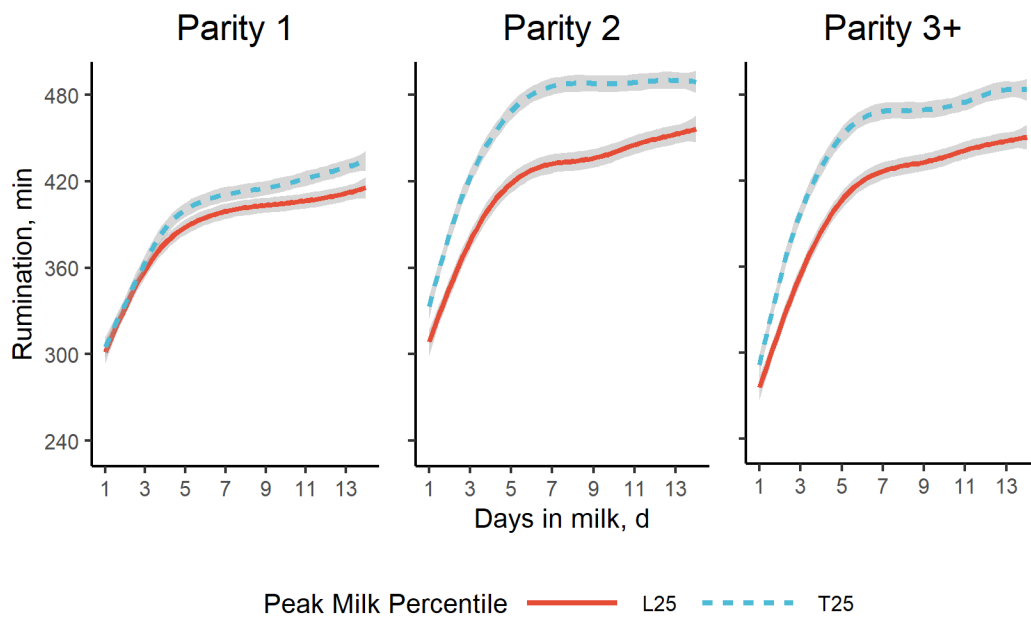 Parity 1 Parity 2 Parity 3+
Rumination, min
480
420
360
300
240
1 3 5 7 9 11 13 1 3 5 7 9 11 13 1 3 5 7 9 11 13
Days in milk, d
Peak Milk Percentile L25 T25